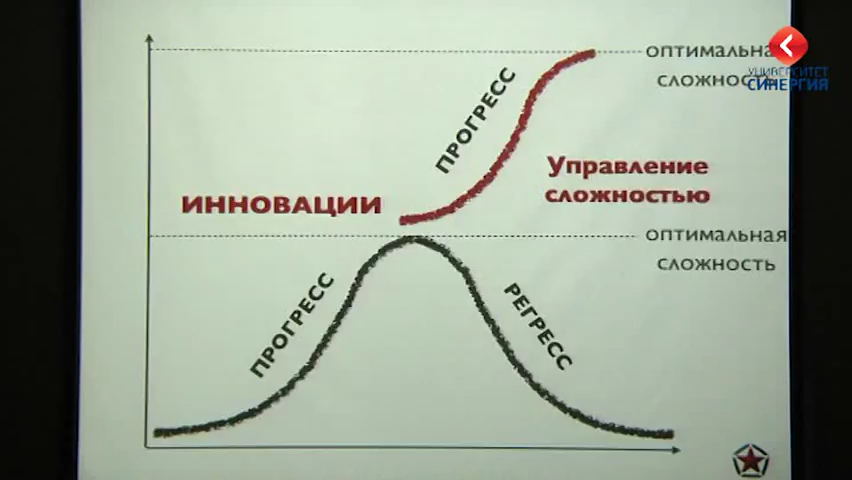 ОПТИМАЛЬНАЯ
СЛОЖНОСТЬ
УНИВЕРСИТЕТ
СИНЕРГИЯ
ПРОГРЕСС
Управление
сложностью
ИННОВАЦИИ
ОПТИМАЛЬНАЯ
СЛОЖНОСТЬ
ПРОГРЕСС
РЕГРЕСС